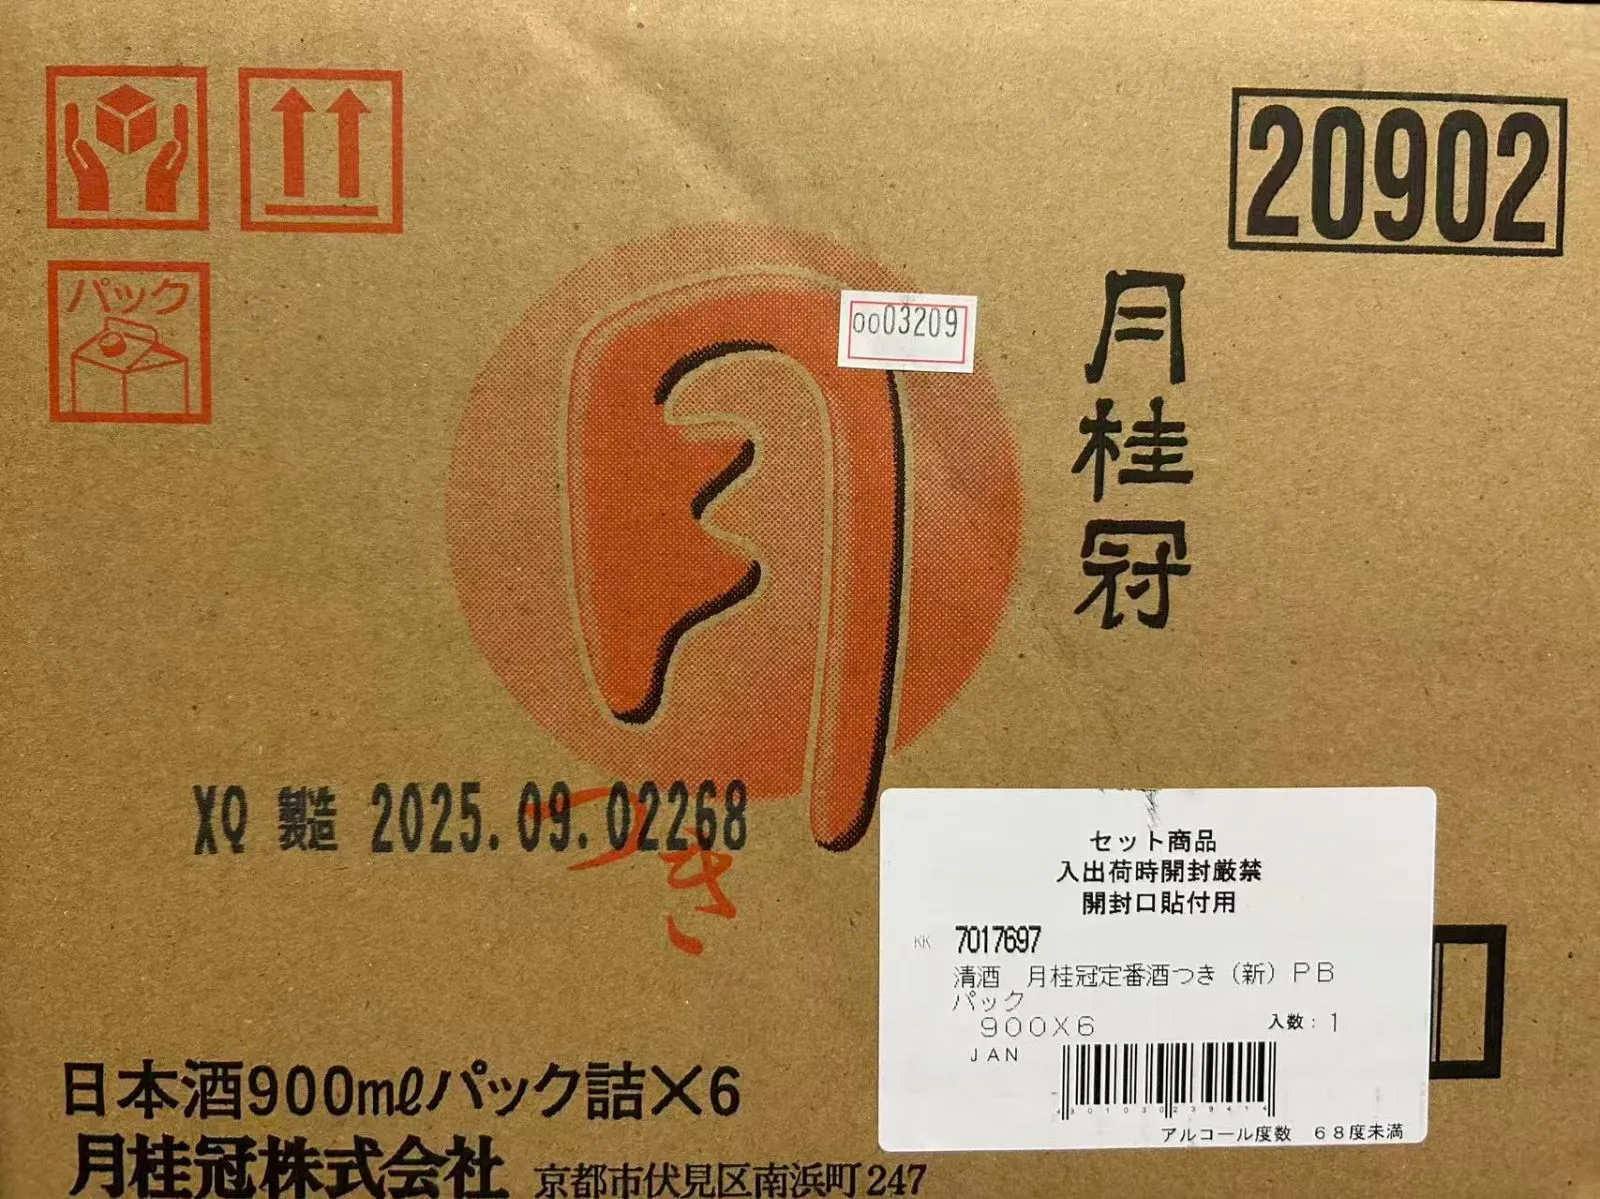 20902
パック
oo03209
月
月桂冠
つき
XQ 製造 2025.09.02268
セット商品
入出荷時開封厳禁
開封口貼付用
KK 7017697
清酒 月桂冠定番酒つき(新)PB
パック
900X6 入数:1
JAN
4901030239414
アルコール度数 68度未満
日本酒900mlパック詰×6
月桂冠株式会社 京都市伏見区南浜町247